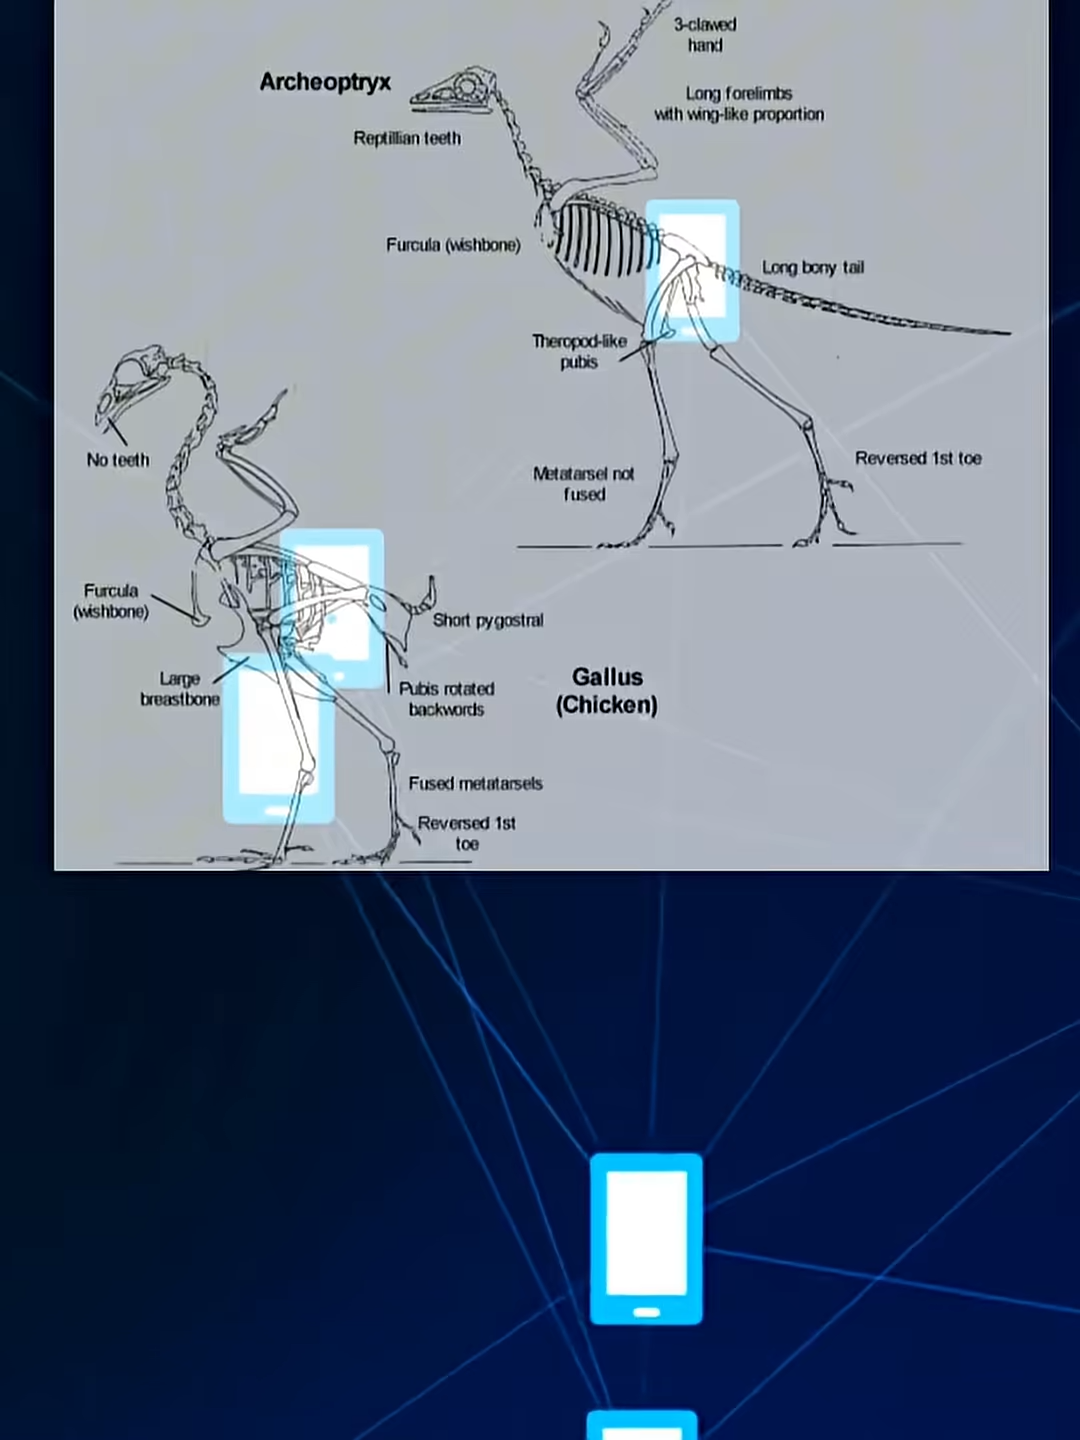 3-clawed
hand
Archeoptryx
Long forelimbs
with wing-like proportion
Reptillian teeth
Furcula (wishbone)
Long bony tail
Theropod-like
pubis
No teeth
Metatarsel not
fused
Reversed 1st toe
Furcula
(wishbone)
Short pygostral
Large
breastbone
Pubis rotated
backwords
Gallus
(Chicken)
Fused metatarsels
Reversed 1st
toe